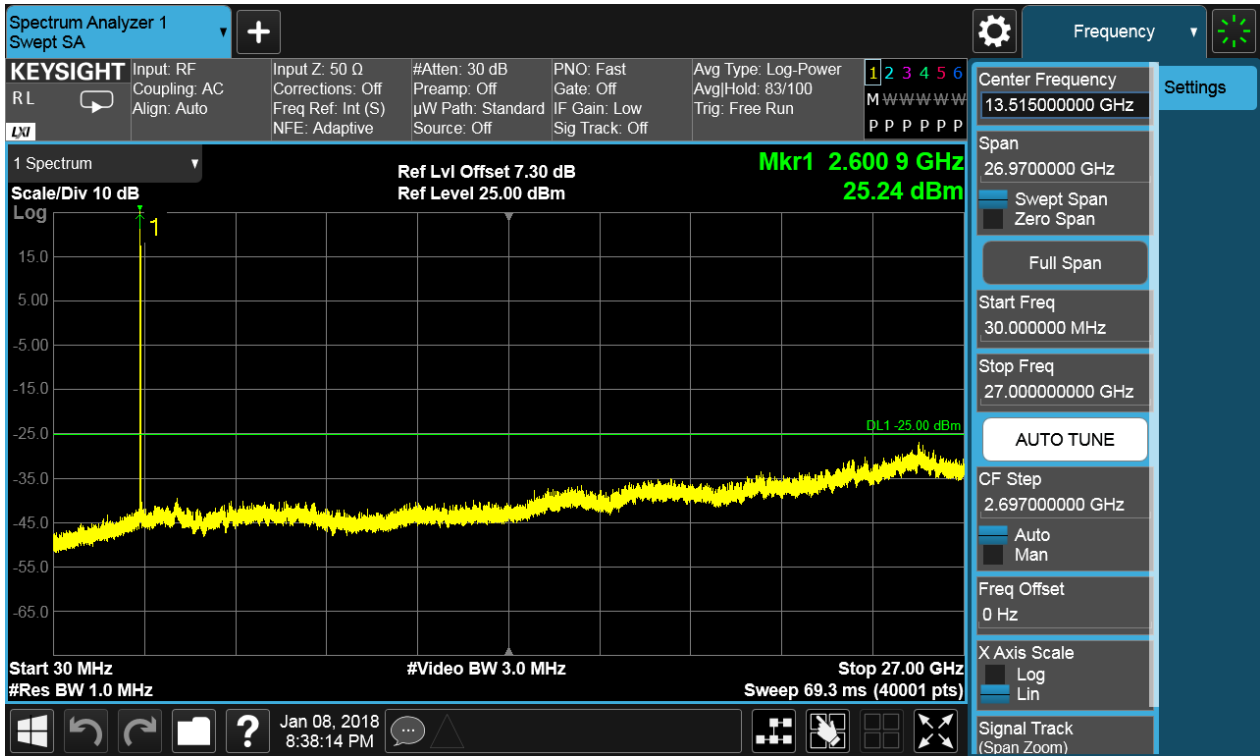 Spectrum Analyzer 1
Swept SA
+
Frequency
KEYSIGHT
R L
LXI
Input: RF
Coupling: AC
Align: Auto
Input Z: 50 Ω
Corrections: Off
Freq Ref: Int (S)
NFE: Adaptive
#Atten: 30 dB
Preamp: Off
µW Path: Standard
Source: Off
PNO: Fast
Gate: Off
IF Gain: Low
Sig Track: Off
Avg Type: Log-Power
Avg|Hold: 83/100
Trig: Free Run
1 2 3 4 5 6
M W W W W W
P P P P P P
1 Spectrum
Scale/Div 10 dB
Ref Lvl Offset 7.30 dB
Ref Level 25.00 dBm
Mkr1 2.600 9 GHz
25.24 dBm
Log
1
15.0
5.00
-5.00
-15.0
-25.0
DL1 -25.00 dBm
-35.0
-45.0
-55.0
-65.0
Start 30 MHz
#Video BW 3.0 MHz
Stop 27.00 GHz
#Res BW 1.0 MHz
Sweep 69.3 ms (40001 pts)
?
Jan 08, 2018
8:38:14 PM
Center Frequency
13.515000000 GHz
Span
26.9700000 GHz
Swept Span
Zero Span
Full Span
Start Freq
30.000000 MHz
Stop Freq
27.000000000 GHz
AUTO TUNE
CF Step
2.697000000 GHz
Auto
Man
Freq Offset
0 Hz
X Axis Scale
Log
Lin
Signal Track
(Span Zoom)
Settings